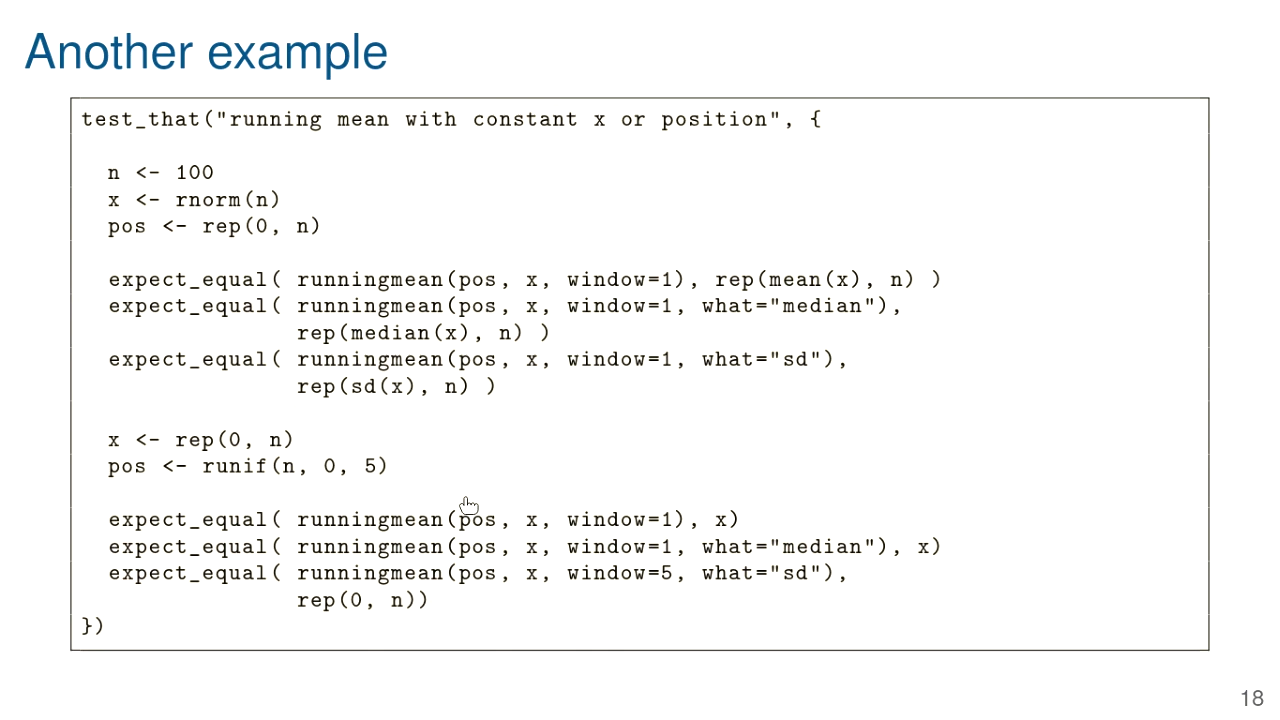 Another example
test_that("running mean with constant x or position", {
n <- 100
x <- rnorm(n)
pos <- rep(0, n)
expect_equal( runningmean(pos, x, window=1), rep(mean(x), n) )
expect_equal( runningmean(pos, x, window=1, what="median"),
rep(median(x), n) )
expect_equal( runningmean(pos, x, window=1, what="sd"),
rep(sd(x), n) )
x <- rep(0, n)
pos <- runif(n, 0, 5)
expect_equal( runningmean(pos, x, window=1), x)
expect_equal( runningmean(pos, x, window=1, what="median"), x)
expect_equal( runningmean(pos, x, window=5, what="sd"),
rep(0, n))
})
18